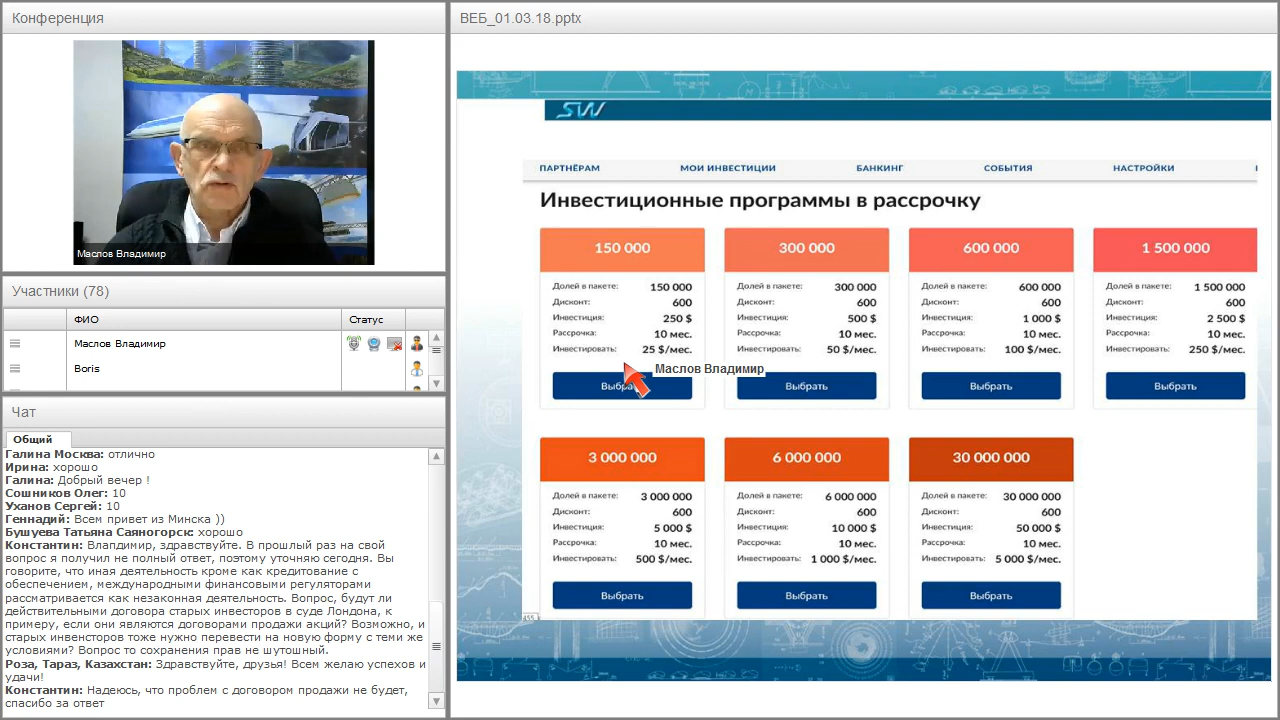 Конференция
Маслов Владимир
Участники (78)
ФИО
Статус
Маслов Владимир
Boris
Чат
Общий
Галина Москва: отлично
Ирина: хорошо
Галина: Добрый вечер !
Сошников Олег: 10
Уханов Сергей: 10
Геннадий: Всем привет из Минска ))
Бушуева Татьяна Саяногорск: хорошо
Константин: Влапдимир, здравствуйте. В прошлый раз на свой
вопрос я получил не полный ответ, поэтому уточняю сегодня. Вы
говорите, что иная деятельность кроме как кредитование с
обеспечением, международными финансовыми регуляторами
рассматривается как незаконная деятельность. Вопрос, будут ли
действительными договора старых инвесторов в суде Лондона, к
примеру, если они являются договорами продажи акций? Возможно, и
старых инвенсторов тоже нужно перевести на новую форму с теми же
условиями? Вопрос то сохранения прав не шутошный.
Роза, Тараз, Казахстан: Здравствуйте, друзья! Всем желаю успехов и
удачи!
Константин: Надеюсь, что проблем с договором продажи не будет,
спасибо за ответ
ВЕБ_01.03.18.pptx
SW
ПАРТНЁРАМ МОИ ИНВЕСТИЦИИ БАНКИНГ СОБЫТИЯ НАСТРОЙКИ
Инвестиционные программы в рассрочку
150 000
Долей в пакете: 150 000
Дисконт: 600
Инвестиция: 250 $
Рассрочка: 10 мес.
Инвестировать: 25 $/мес.
Выбрать
Маслов Владимир
300 000
Долей в пакете: 300 000
Дисконт: 600
Инвестиция: 500 $
Рассрочка: 10 мес.
Инвестировать: 50 $/мес.
Выбрать
600 000
Долей в пакете: 600 000
Дисконт: 600
Инвестиция: 1 000 $
Рассрочка: 10 мес.
Инвестировать: 100 $/мес.
Выбрать
1 500 000
Долей в пакете: 1 500 000
Дисконт: 600
Инвестиция: 2 500 $
Рассрочка: 10 мес.
Инвестировать: 250 $/мес.
Выбрать
3 000 000
Долей в пакете: 3 000 000
Дисконт: 600
Инвестиция: 5 000 $
Рассрочка: 10 мес.
Инвестировать: 500 $/мес.
Выбрать
6 000 000
Долей в пакете: 6 000 000
Дисконт: 600
Инвестиция: 10 000 $
Рассрочка: 10 мес.
Инвестировать: 1 000 $/мес.
Выбрать
30 000 000
Долей в пакете: 30 000 000
Дисконт: 600
Инвестиция: 50 000 $
Рассрочка: 10 мес.
Инвестировать: 5 000 $/мес.
Выбрать